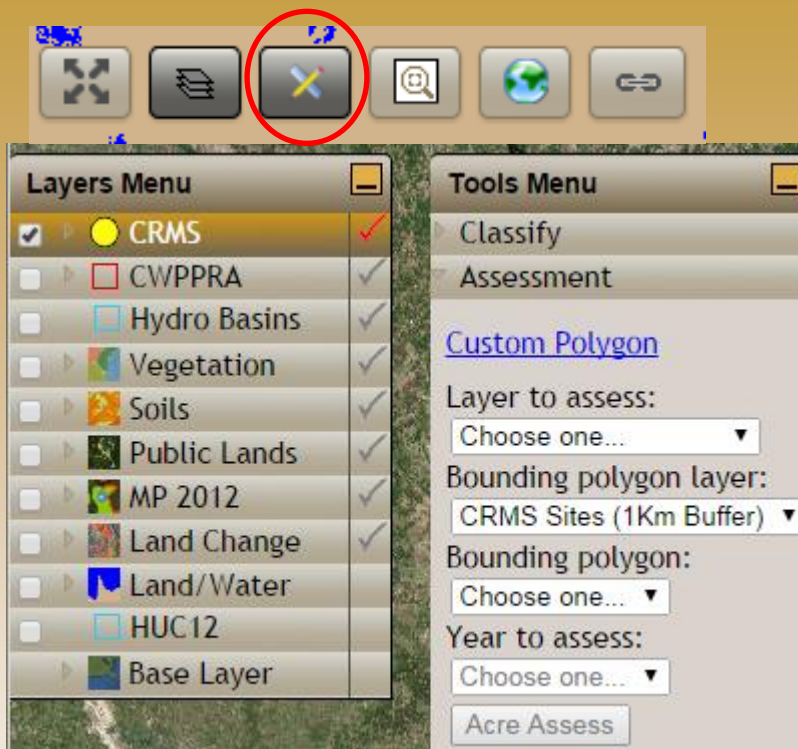 Layers Menu
CRMS
CWPPRA
Hydro Basins
Vegetation
Soils
Public Lands
MP 2012
Land Change
Land/Water
HUC12
Base Layer
Tools Menu
Classify
Assessment
Custom Polygon
Layer to assess:
Choose one...
Bounding polygon layer:
CRMS Sites (1Km Buffer)
Bounding polygon:
Choose one...
Year to assess:
Choose one...
Acre Assess